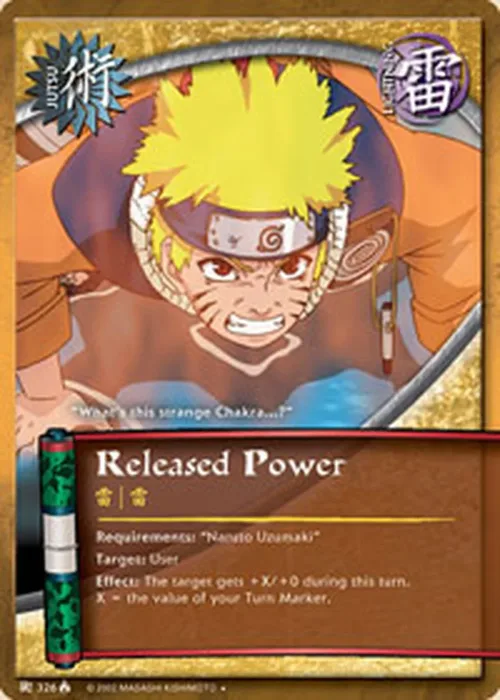 JUTSU
術
LIGHTNING
雷
"What's this strange Chakra...?"
Released Power
雷 | 雷
Requirements: "Naruto Uzumaki"
Target: User
Effect: The target gets +X/+0 during this turn.
X = the value of your Turn Marker.
326
© 2002 MASASHI KISHIMOTO